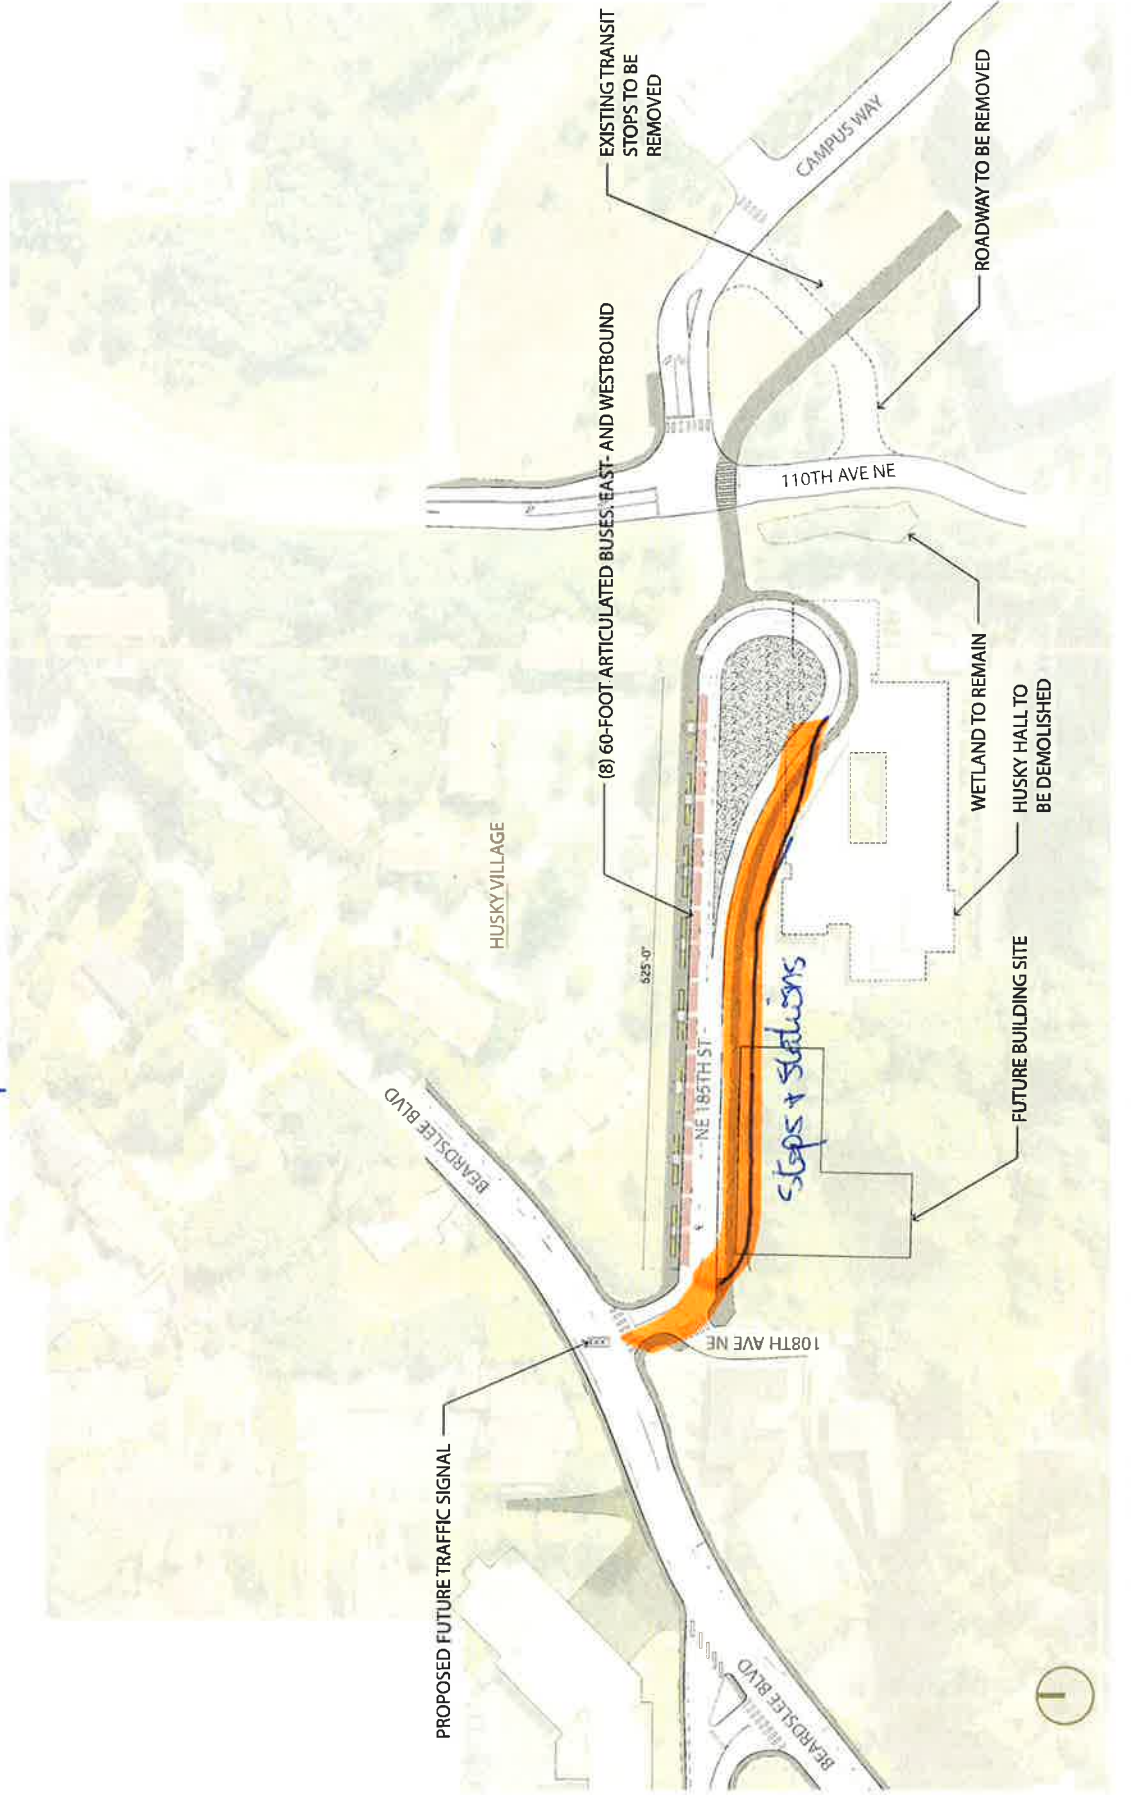 EXISTING TRANSIT
STOPS TO BE
REMOVED
CAMPUS WAY
ROADWAY TO BE REMOVED
(8) 60-FOOT ARTICULATED BUSES. EAST- AND WESTBOUND
110TH AVE NE
WETLAND TO REMAIN
HUSKY HALL TO
BE DEMOLISHED
HUSKY VILLAGE
525'-0"
NE 185TH ST
Steps + Stations
FUTURE BUILDING SITE
BEARDSLEE BLVD
108TH AVE NE
PROPOSED FUTURE TRAFFIC SIGNAL
BEARDSLEE BLVD